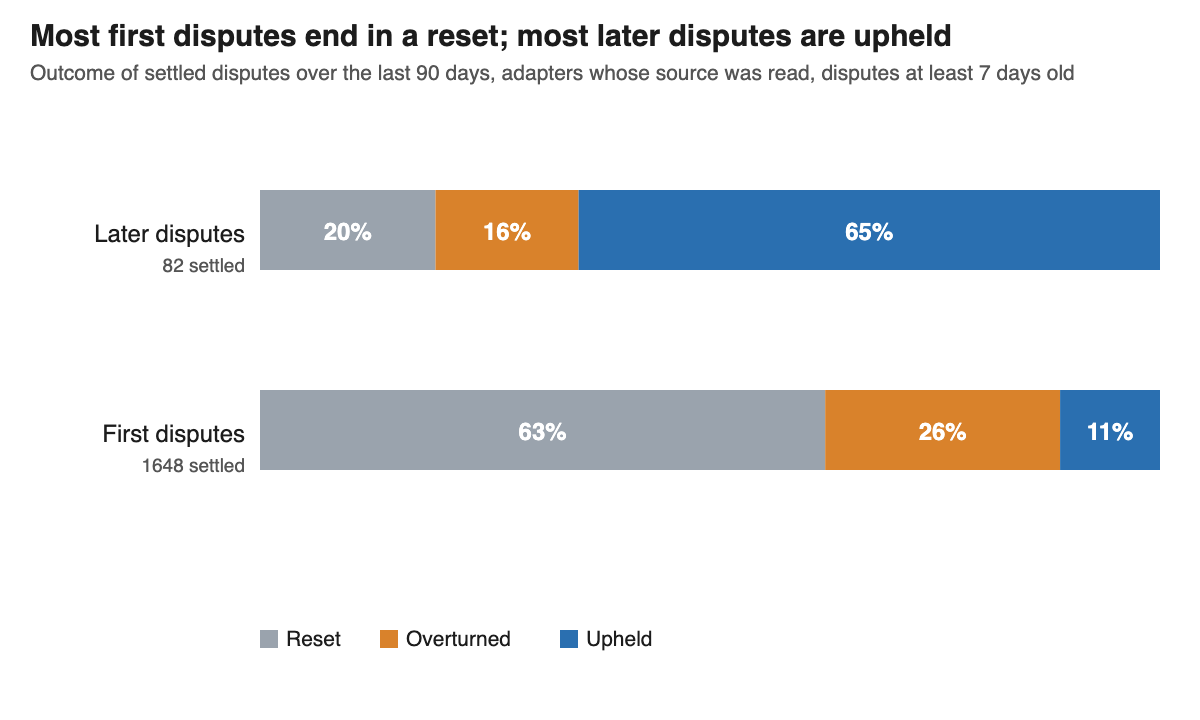 Most first disputes end in a reset; most later disputes are upheld
Outcome of settled disputes over the last 90 days, adapters whose source was read, disputes at least 7 days old
Later disputes
82 settled
20%
16%
65%
First disputes
1648 settled
63%
26%
11%
Reset
Overturned
Upheld